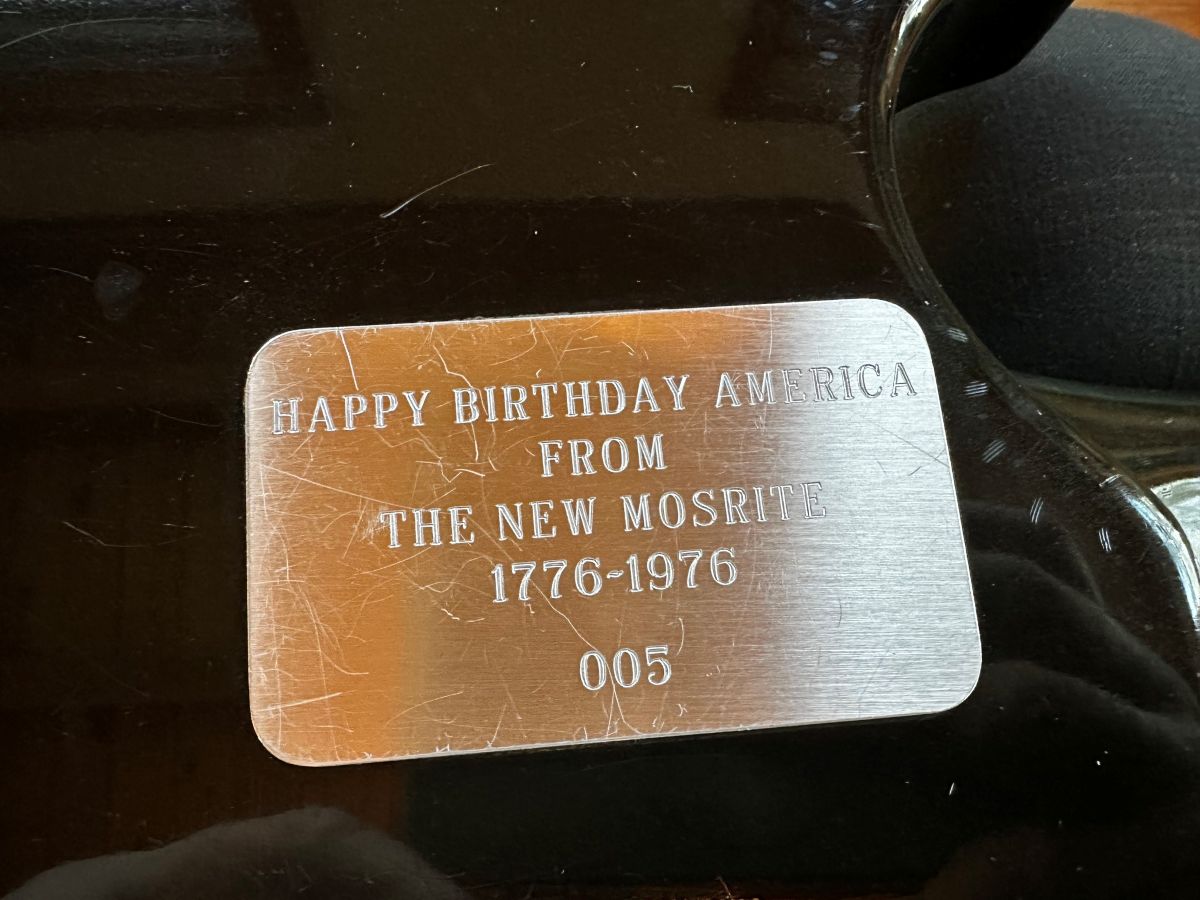 HAPPY BIRTHDAY AMERICA
FROM
THE NEW MOSRITE
1776-1976
005